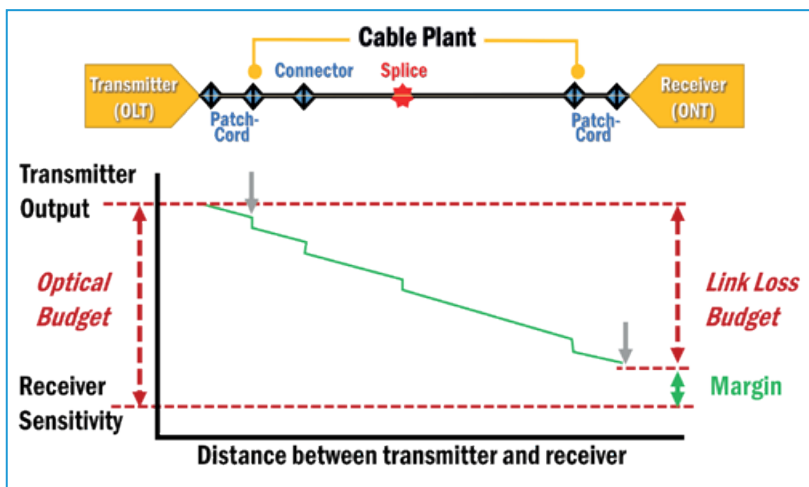 Cable Plant
Transmitter
(OLT)
Connector
Splice
Receiver
(ONT)
Patch-
Cord
Patch-
Cord
Transmitter
Output
Optical
Budget
Link Loss
Budget
Receiver
Sensitivity
Margin
Distance between transmitter and receiver